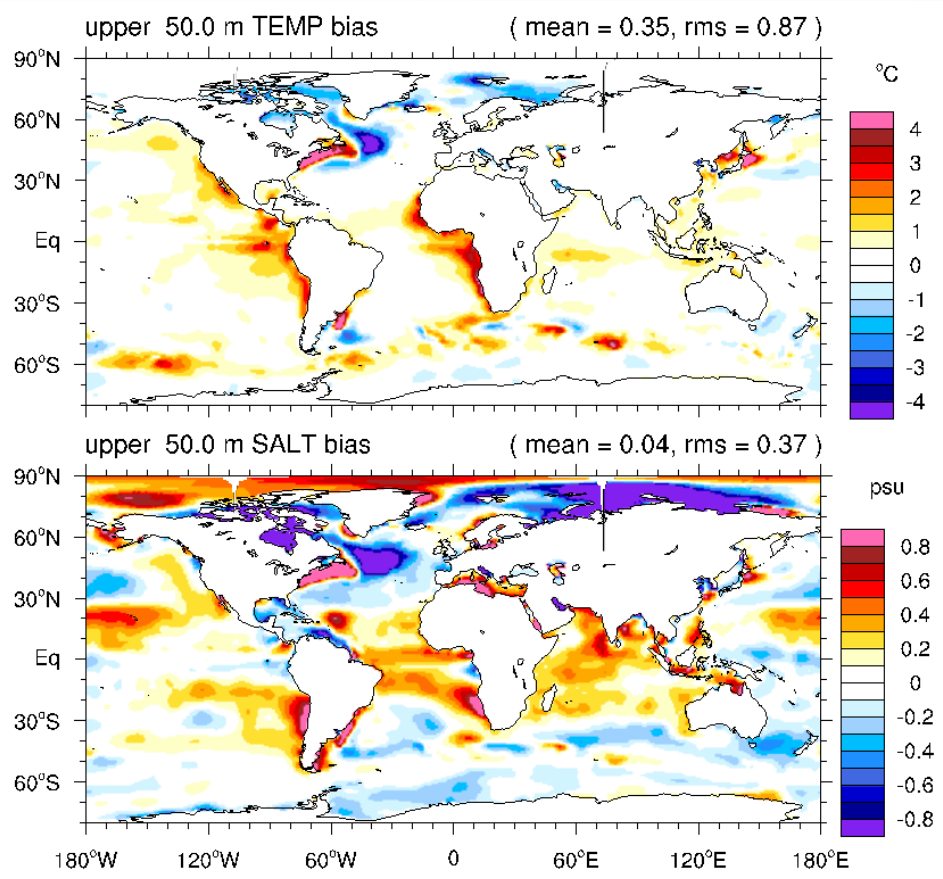 upper 50.0 m TEMP bias ( mean = 0.35, rms = 0.87 )
°C
90°N
60°N
30°N
Eq
30°S
60°S
4
3
2
1
0
-1
-2
-3
-4
upper 50.0 m SALT bias ( mean = 0.04, rms = 0.37 )
psu
90°N
60°N
30°N
Eq
30°S
60°S
0.8
0.6
0.4
0.2
0
-0.2
-0.4
-0.6
-0.8
180°W 120°W 60°W 0 60°E 120°E 180°E